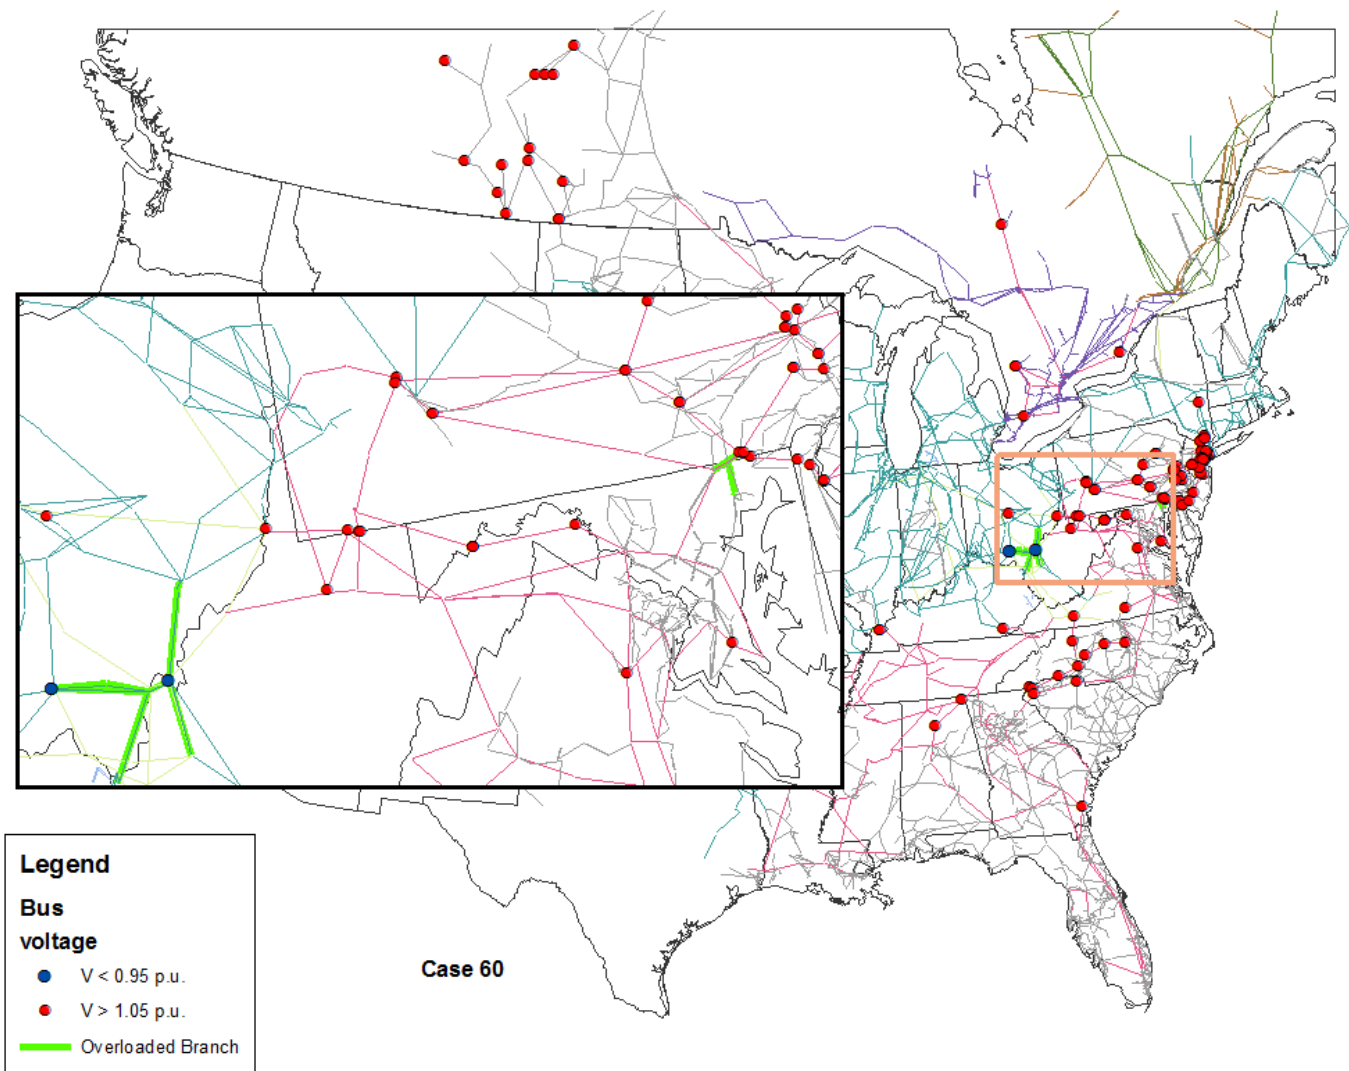 Case 60
Legend
Bus
voltage
V < 0.95 p.u.
V > 1.05 p.u.
Overloaded Branch